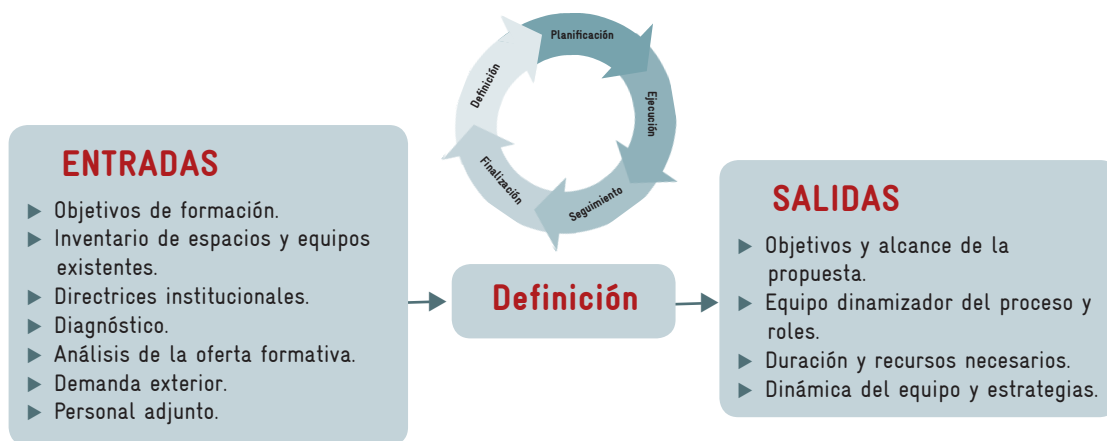 Planificación
Ejecución
Seguimiento
Finalización
Definición
ENTRADAS
Objetivos de formación.
Inventario de espacios y equipos
existentes.
Directrices institucionales.
Diagnóstico.
Análisis de la oferta formativa.
Demanda exterior.
Personal adjunto.
Definición
SALIDAS
Objetivos y alcance de la
propuesta.
Equipo dinamizador del proceso y
roles.
Duración y recursos necesarios.
Dinámica del equipo y estrategias.